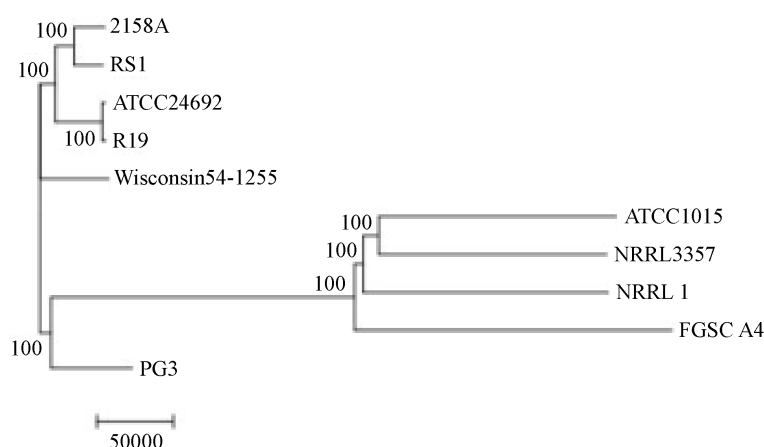 100
2158A
100
RS1
ATCC24692
100
R19
Wisconsin54-1255
100
ATCC1015
100
NRRL3357
100
NRRL 1
FGSC A4
100
PG3
50000